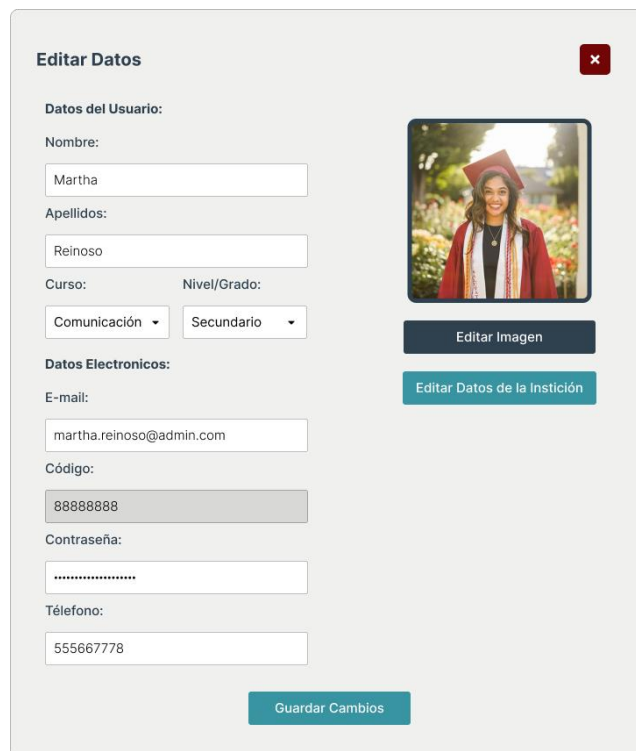 Editar Datos
×
Datos del Usuario:
Nombre:
Martha
Apellidos:
Reinoso
Curso: Nivel/Grado:
Comunicación Secundario
Datos Electronicos:
E-mail:
martha.reinoso@admin.com
Código:
88888888
Contraseña:
••••••••••••••••••••
Télefono:
555667778
Editar Imagen
Editar Datos de la Instición
Guardar Cambios